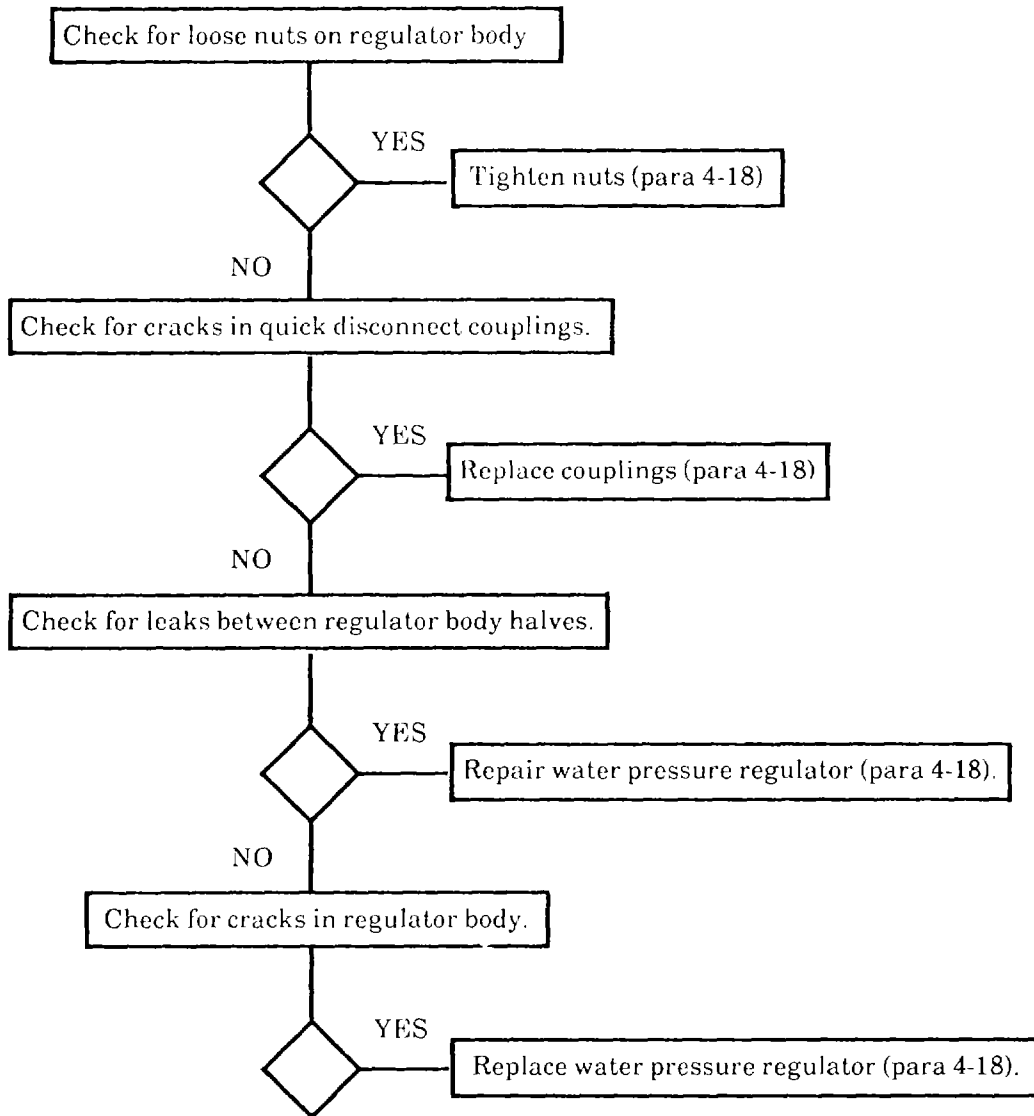 Check for loose nuts on regulator body
YES
Tighten nuts (para 4-18)
NO
Check for cracks in quick disconnect couplings.
YES
Replace couplings (para 4-18)
NO
Check for leaks between regulator body halves.
YES
Repair water pressure regulator (para 4-18).
NO
Check for cracks in regulator body.
YES
Replace water pressure regulator (para 4-18).